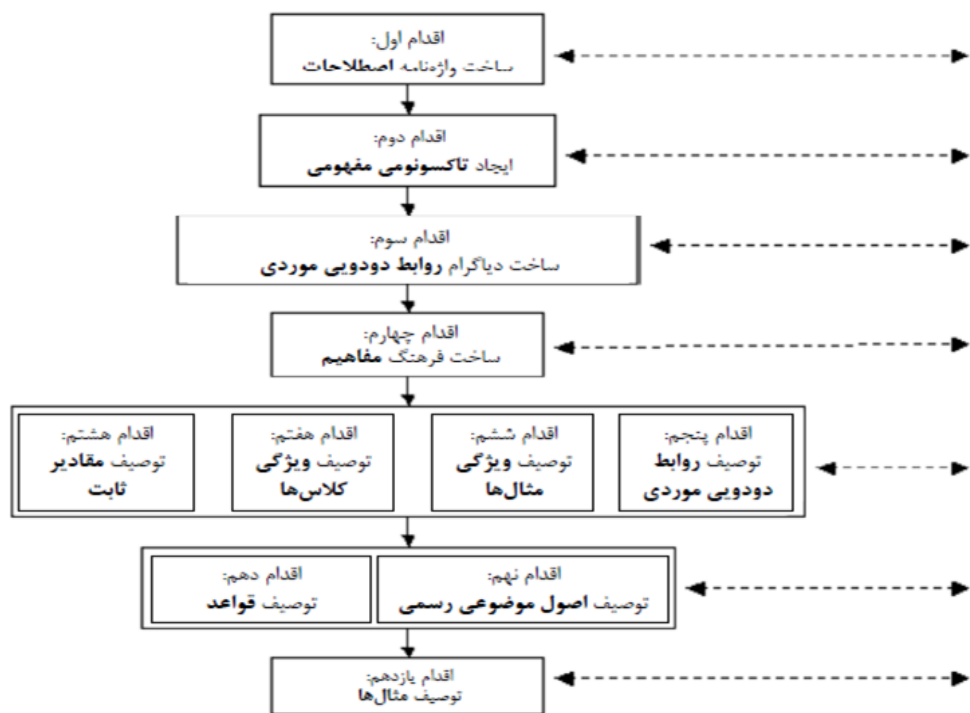 اقدام اول:
ساخت واژه‌نامه اصطلاحات
اقدام دوم:
ایجاد تاکسونومی مفهومی
اقدام سوم:
ساخت دیاگرام روابط دودویی موردی
اقدام چهارم:
ساخت فرهنگ مفاهیم
اقدام پنجم:
توصیف روابط
دودویی موردی
اقدام ششم:
توصیف ویژگی
مثال‌ها
اقدام هفتم:
توصیف ویژگی
کلاس‌ها
اقدام هشتم:
توصیف مقادیر
ثابت
اقدام نهم:
توصیف اصول موضوعی رسمی
اقدام دهم:
توصیف قواعد
اقدام یازدهم:
توصیف مثال‌ها